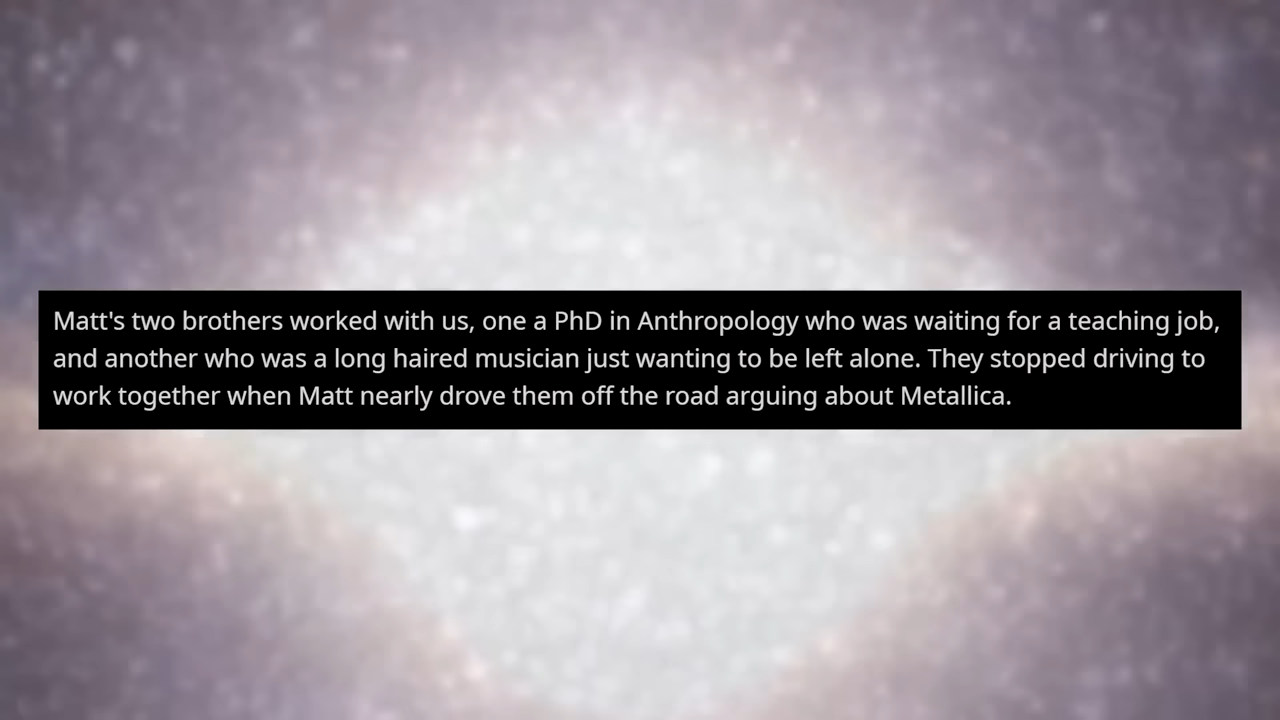 Matt's two brothers worked with us, one a PhD in Anthropology who was waiting for a teaching job,
and another who was a long haired musician just wanting to be left alone. They stopped driving to
work together when Matt nearly drove them off the road arguing about Metallica.